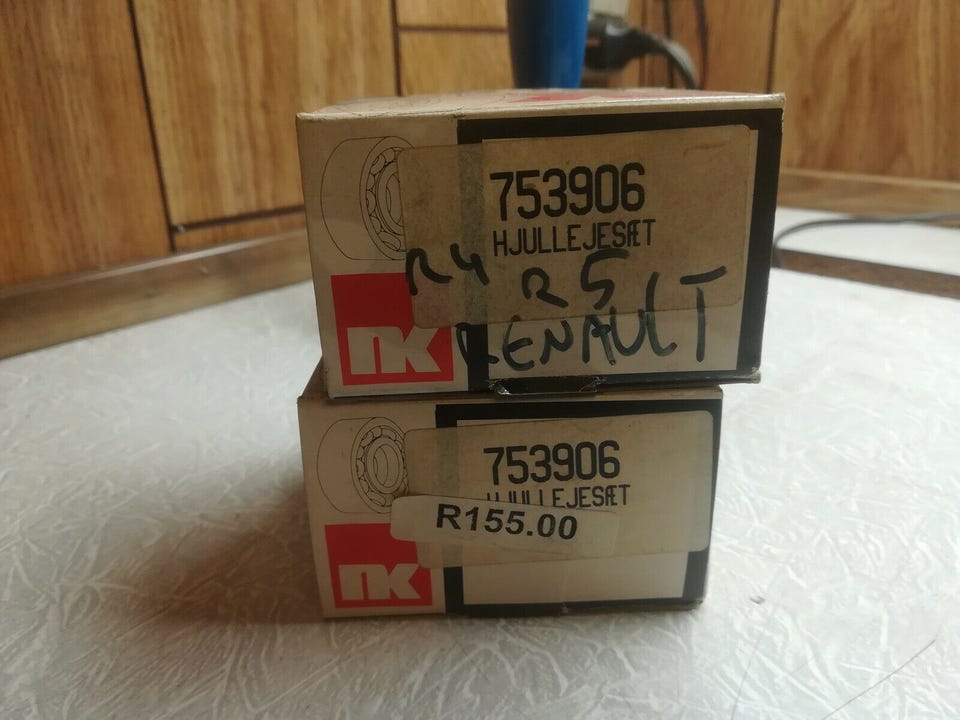 753906
HJULLEJESÆT
R4 R5
RENAULT
nk
753906
HJULLEJESÆT
R155.00
nk